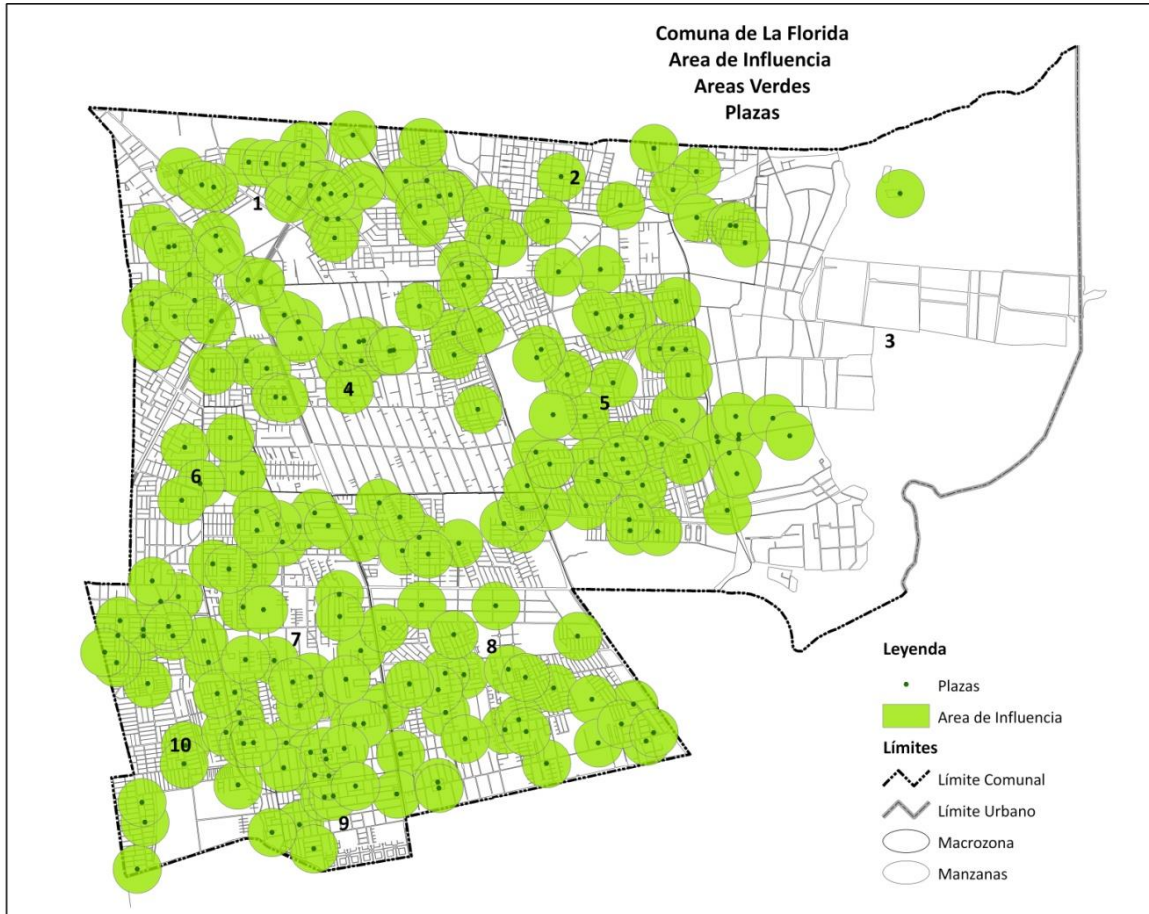 Comuna de La Florida
Area de Influencia
Areas Verdes
Plazas
1
2
3
4
5
6
7
8
9
10
Leyenda
Plazas
Area de Influencia
Límites
Límite Comunal
Límite Urbano
Macrozona
Manzanas